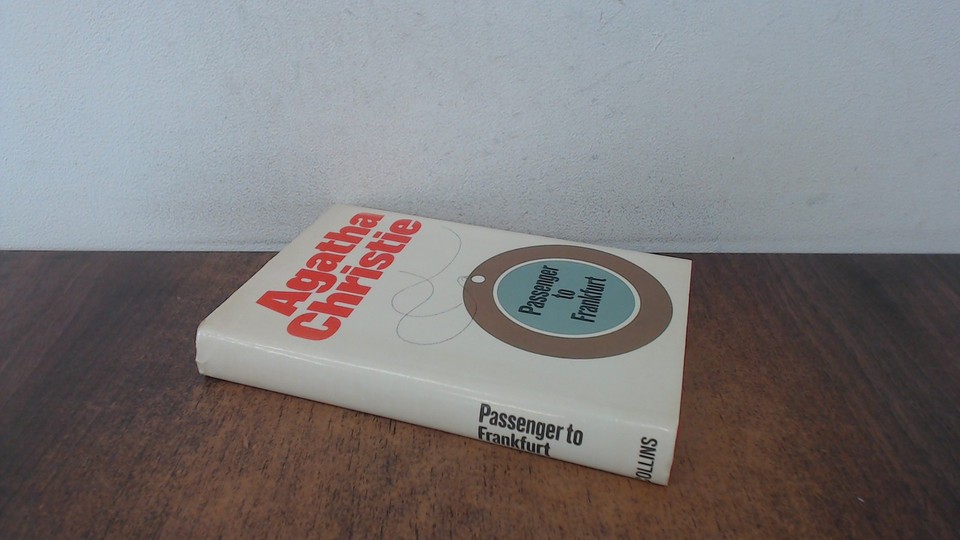 Agatha
Christie
Passenger
to
Frankfurt
Passenger to
Frankfurt
COLLINS